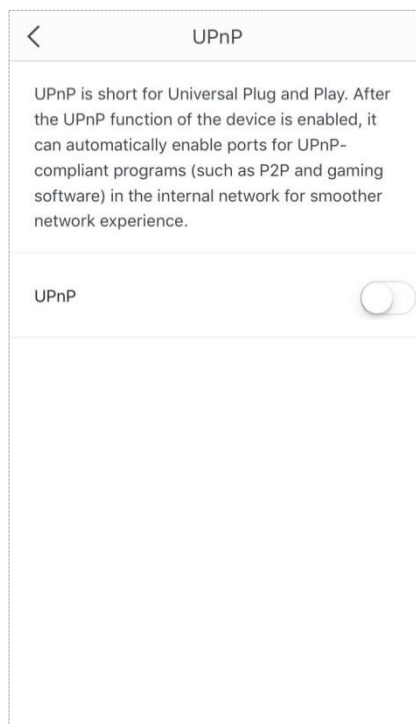 UPnP
UPnP is short for Universal Plug and Play. After
the UPnP function of the device is enabled, it
can automatically enable ports for UPnP-
compliant programs (such as P2P and gaming
software) in the internal network for smoother
network experience.
UPnP